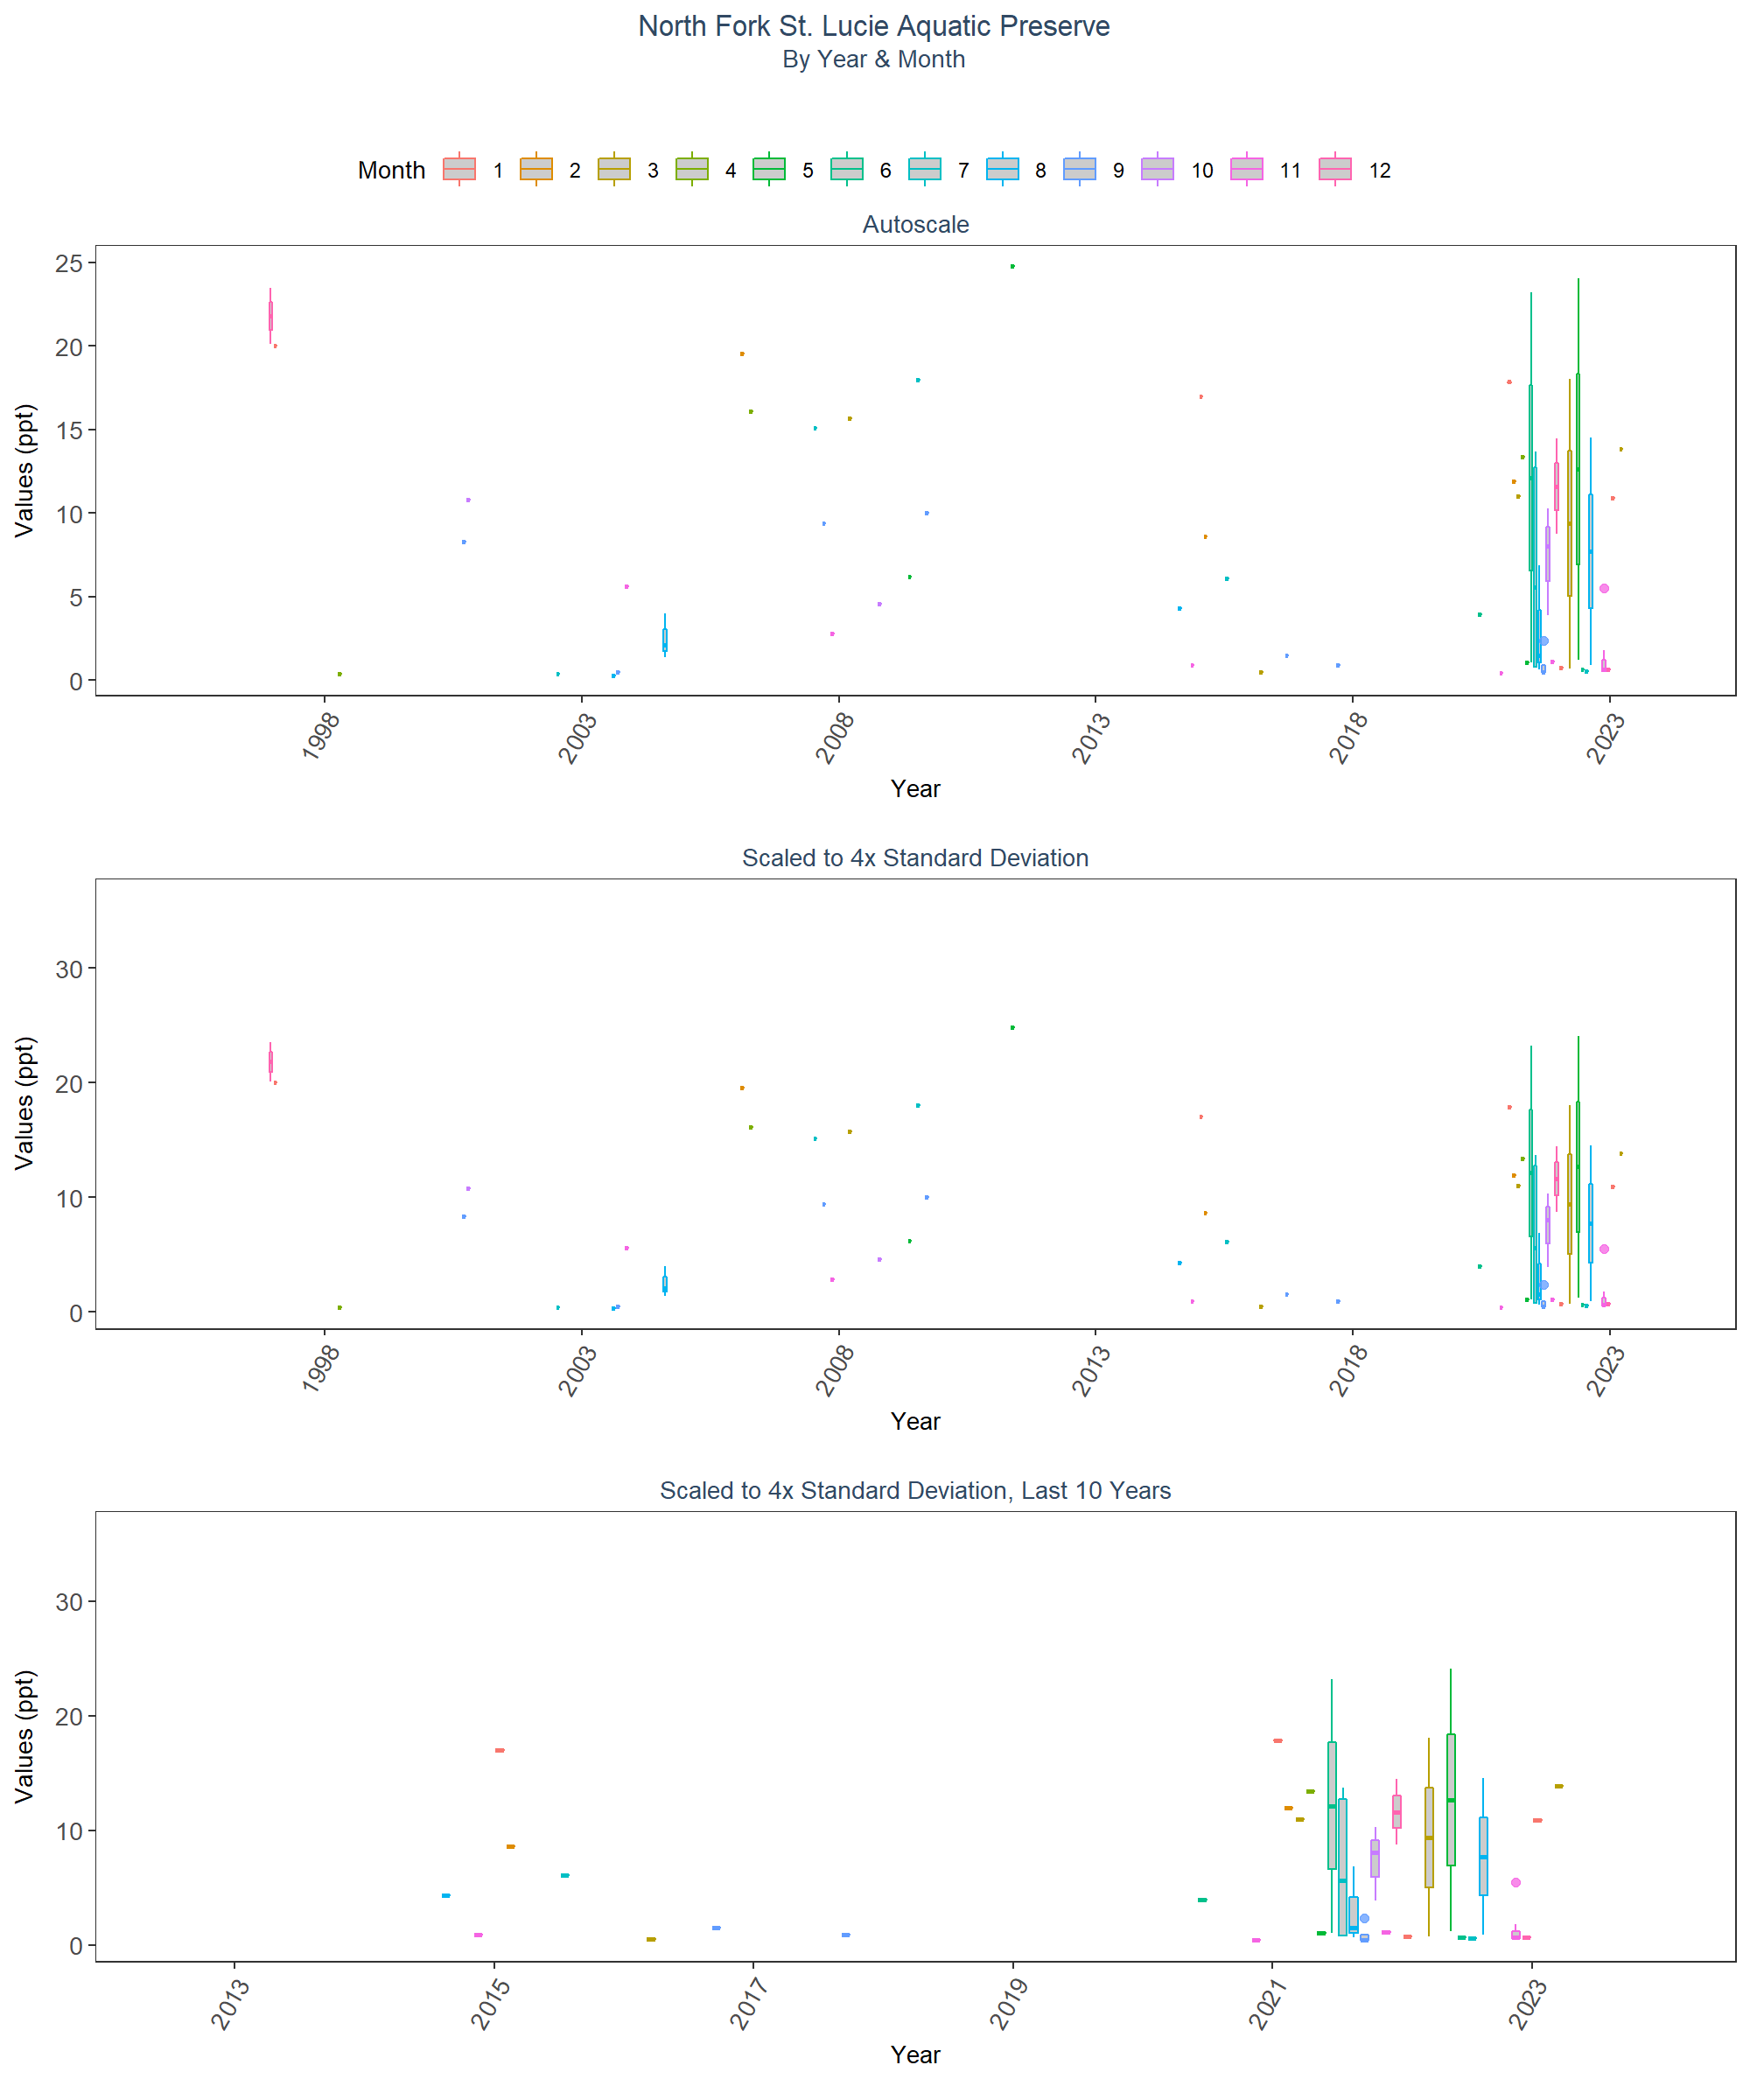 North Fork St. Lucie Aquatic Preserve
By Year & Month
Month 1 2 3 4 5 6 7 8 9 10 11 12
Autoscale
Values (ppt)
25
20
15
10
5
0
1998 2003 2008 2013 2018 2023
Year
Scaled to 4x Standard Deviation
Values (ppt)
30
20
10
0
1998 2003 2008 2013 2018 2023
Year
Scaled to 4x Standard Deviation, Last 10 Years
Values (ppt)
30
20
10
0
2013 2015 2017 2019 2021 2023
Year